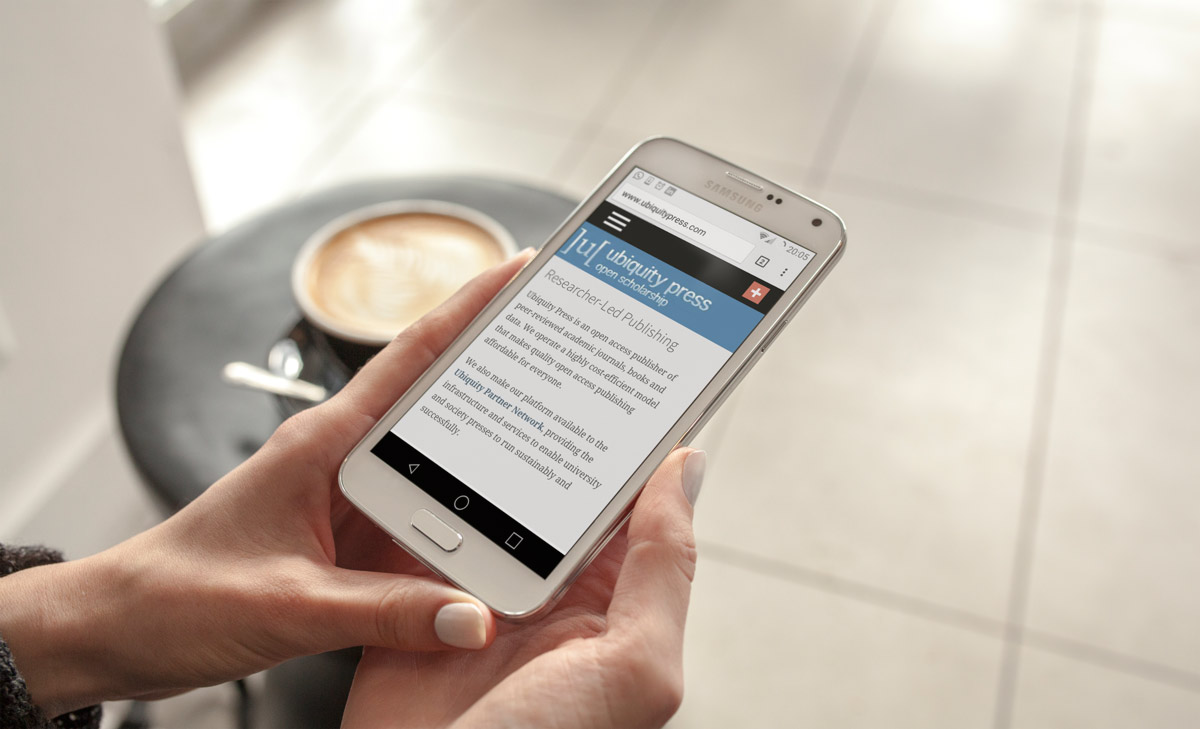 SAMSUNG
20:05
www.ubiquitypress.com
2
]u[ ubiquity press
open scholarship
Researcher-Led Publishing
Ubiquity Press is an open access publisher of
peer-reviewed academic journals, books and
data. We operate a highly cost-efficient model
that makes quality open access publishing
affordable for everyone.
We also make our platform available to the
Ubiquity Partner Network, providing the
infrastructure and services to enable university
and society presses to run sustainably and
successfully.